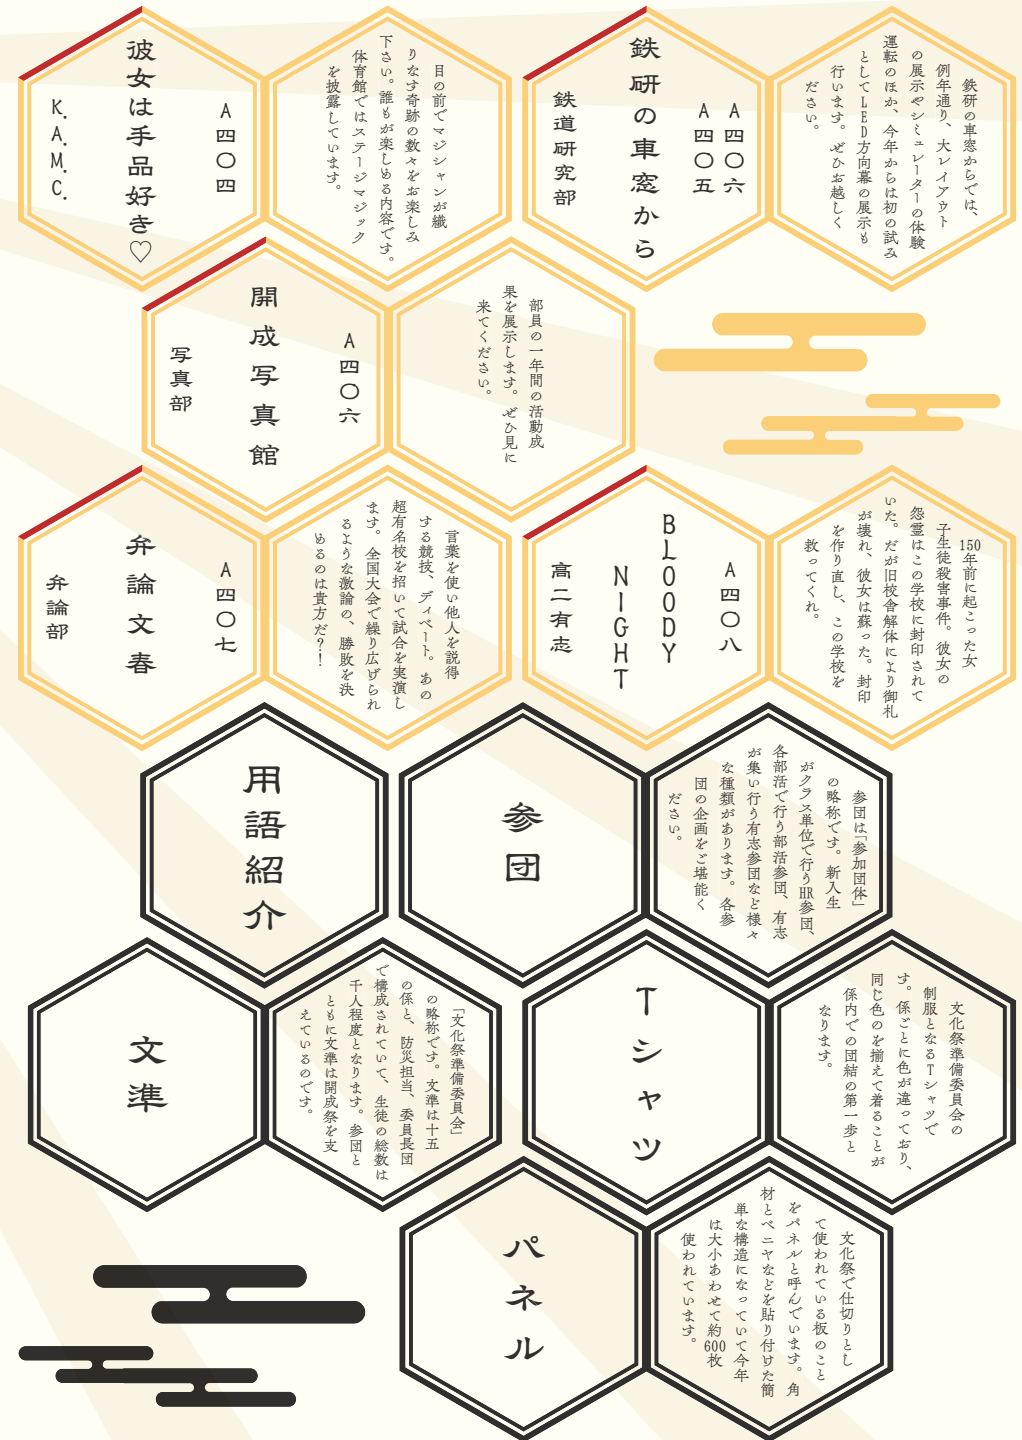 鉄研の車窓からでは、
例年通り、大レイアウト
の展示やシミュレーターの体験
運転のほか、今年からは初の試み
としてLED方向幕の展示も
行います。ぜひお越しく
ださい。
A四〇六
A四〇五
鉄研の車窓から
鉄道研究部
目の前でマジシャンが織
りなす奇跡の数々をお楽しみ
下さい。誰もが楽しめる内容です。
体育館ではステージマジック
を披露しています。
A四〇四
彼女は手品好き♡
K.A.M.C.
部員の一年間の活動成
果を展示します。ぜひ見に
来てください。
A四〇六
開成写真館
写真部
150年前に起こった女
子生徒殺害事件。彼女の
怨霊はこの学校に封印されて
いた。だが旧校舎解体により御札
が壊れ、彼女は蘇った。封印
を作り直し、この学校を
救ってくれ。
A四〇八
BLOODY
NIGHT
高二有志
言葉を使い他人を説得
する競技、ディベート。あの
超有名校を招いて試合を実演し
ます。全国大会で繰り広げられ
るような激論の、勝敗を決
めるのは貴方だ?!
A四〇七
弁論文春
弁論部
用語紹介
参団
参団は「参加団体」
の略称です。新入生
がクラス単位で行うHR参団、
各部活で行う部活参団、有志
が集い行う有志参団など様々
な種類があります。各参
団の企画をご堪能く
ださい。
Tシャツ
文化祭準備委員会の
制服となるTシャツで
す。係ごとに色が違っており、
同じ色のを揃えて着ることが
係内での団結の第一歩と
なります。
文準
「文化祭準備委員会」
の略称です。文準は十五
の係と、防災担当、委員長団
で構成されていて、生徒の総数は
千人程度となります。参団と
ともに文準は開成祭を支
えているのです。
パネル
文化祭で仕切りとし
て使われている板のこと
をパネルと呼んでいます。角
材とベニヤなどを貼り付けた簡
単な構造になっていて今年
は大小あわせて約600枚
使われています。